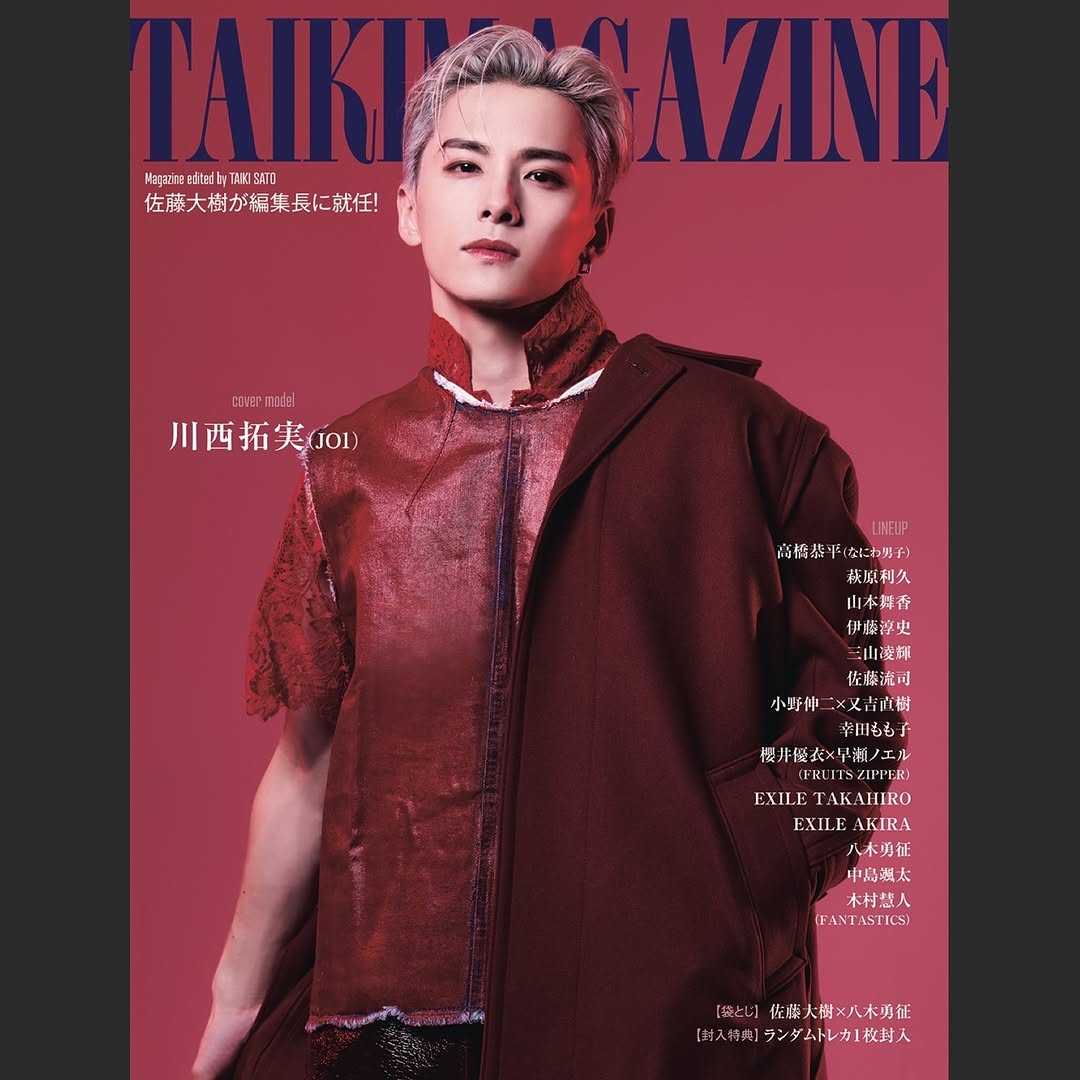 TAIKIMAGAZINE
Magazine edited by TAIKI SATO
佐藤大樹が編集長に就任!
cover model
川西拓実(JO1)
LINEUP
高橋恭平(なにわ男子)
萩原利久
山本舞香
伊藤淳史
三山凌輝
佐藤流司
小野伸二×又吉直樹
幸田もも子
櫻井優衣×早瀬ノエル
(FRUITS ZIPPER)
EXILE TAKAHIRO
EXILE AKIRA
八木勇征
中島颯太
木村慧人
(FANTASTICS)
【袋とじ】 佐藤大樹×八木勇征
【封入特典】ランダムトレカ1枚封入